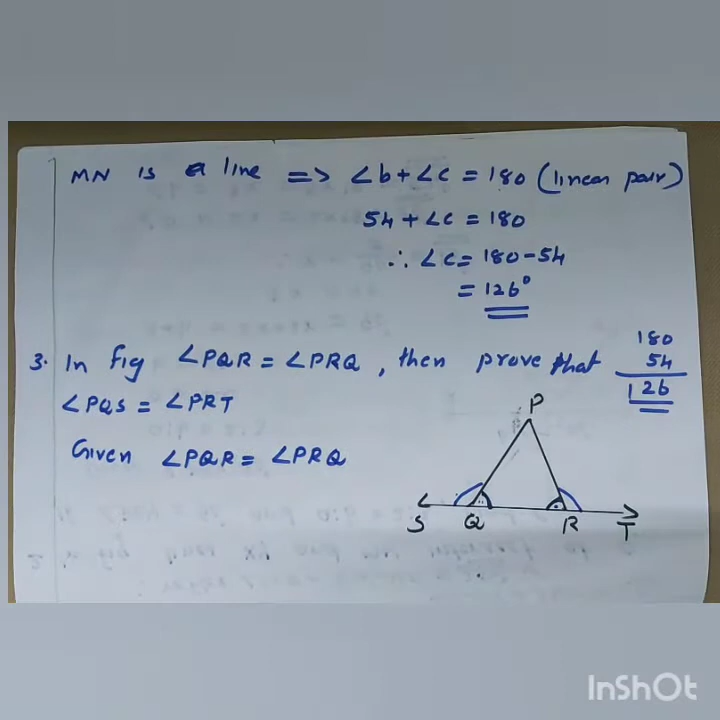 MN is a line => ∠b + ∠c = 180 (linear pair)
54 + ∠c = 180
∴ ∠c = 180 - 54
= 126°
3. In fig ∠PQR = ∠PRQ, then prove that
∠PQS = ∠PRT
180
54
126
Given ∠PQR = ∠PRQ
P
S Q R T
InShOt